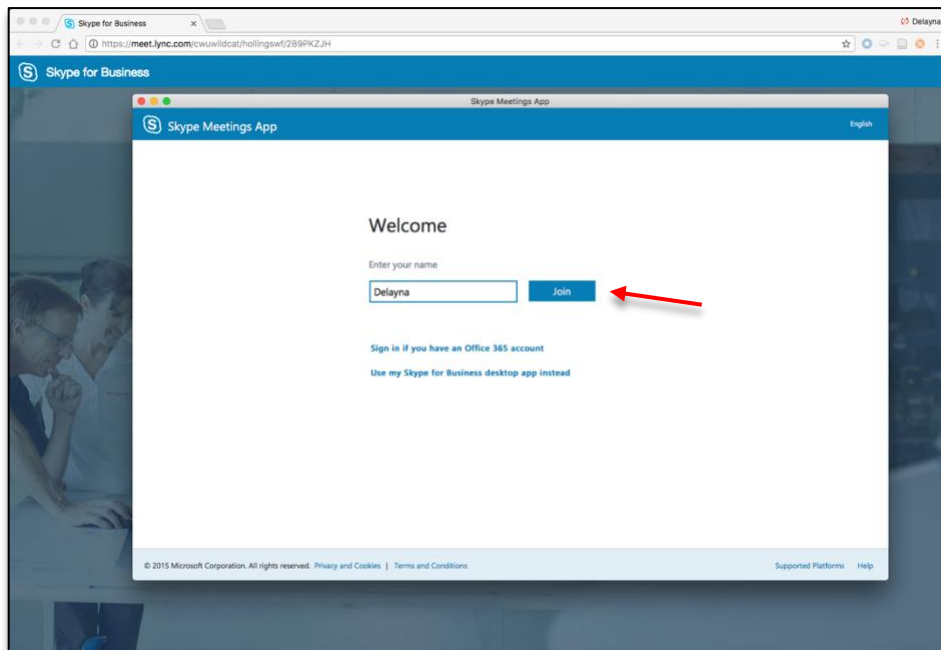 Skype for Business x
Delayna
https://meet.lync.com/cwuwildcat/hollingswf/289PKZJH
S Skype for Business
Skype Meetings App
S Skype Meetings App
English
Welcome
Enter your name
Delayna Join
Sign in if you have an Office 365 account
Use my Skype for Business desktop app instead
© 2015 Microsoft Corporation. All rights reserved. Privacy and Cookies | Terms and Conditions Supported Platforms Help